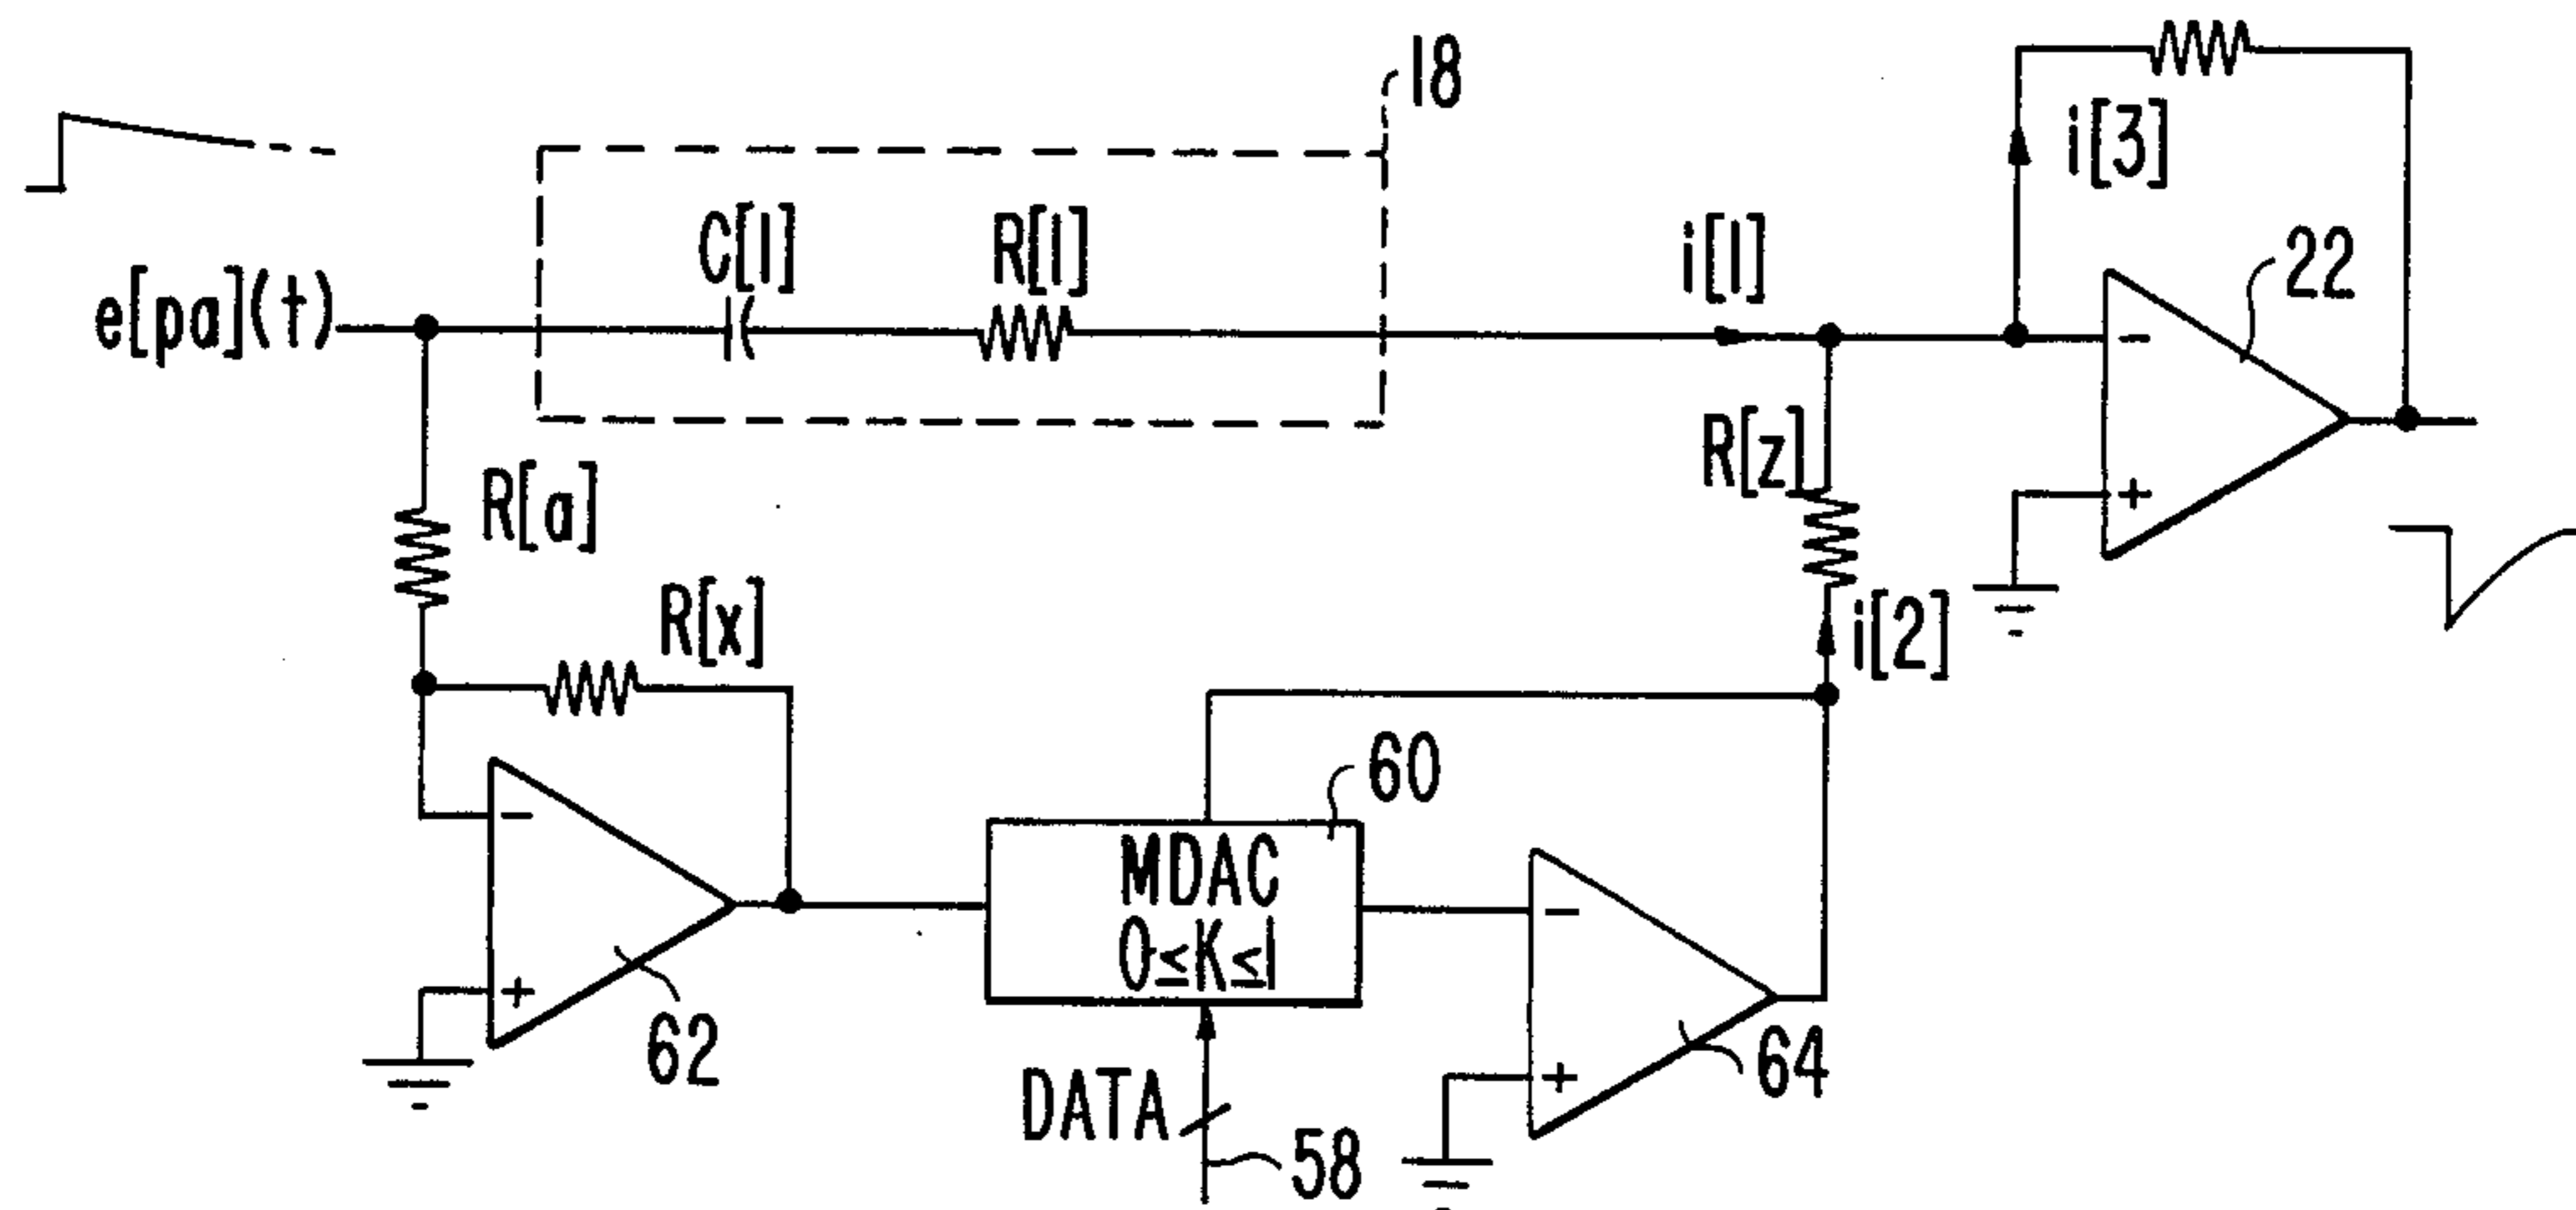 18
i[3]
C[1]
R[1]
i[1]
22
e[pa](t)
−
R[z]
+
R[a]
R[x]
i[2]
60
−
MDAC
−
0≤K≤1
+
62
DATA
+
64
58